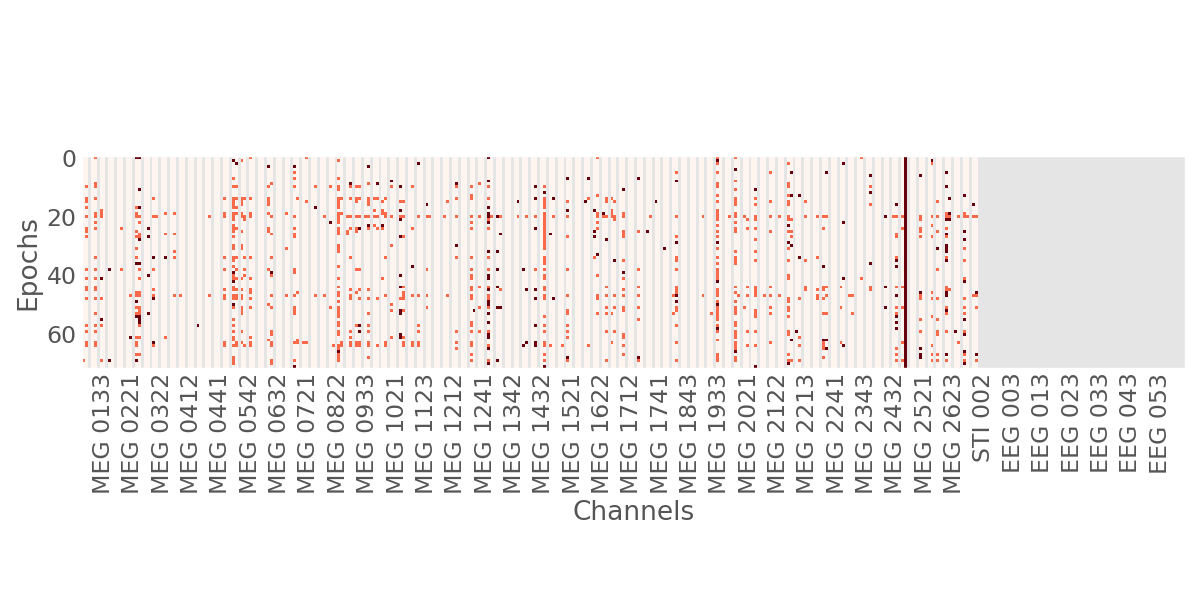 0
20
40
60
Epochs
MEG 0133
MEG 0221
MEG 0322
MEG 0412
MEG 0441
MEG 0542
MEG 0632
MEG 0721
MEG 0822
MEG 0933
MEG 1021
MEG 1123
MEG 1212
MEG 1241
MEG 1342
MEG 1432
MEG 1521
MEG 1622
MEG 1712
MEG 1741
MEG 1843
MEG 1933
MEG 2021
MEG 2122
MEG 2213
MEG 2241
MEG 2343
MEG 2432
MEG 2521
MEG 2623
STI 002
EEG 003
EEG 013
EEG 023
EEG 033
EEG 043
EEG 053
Channels